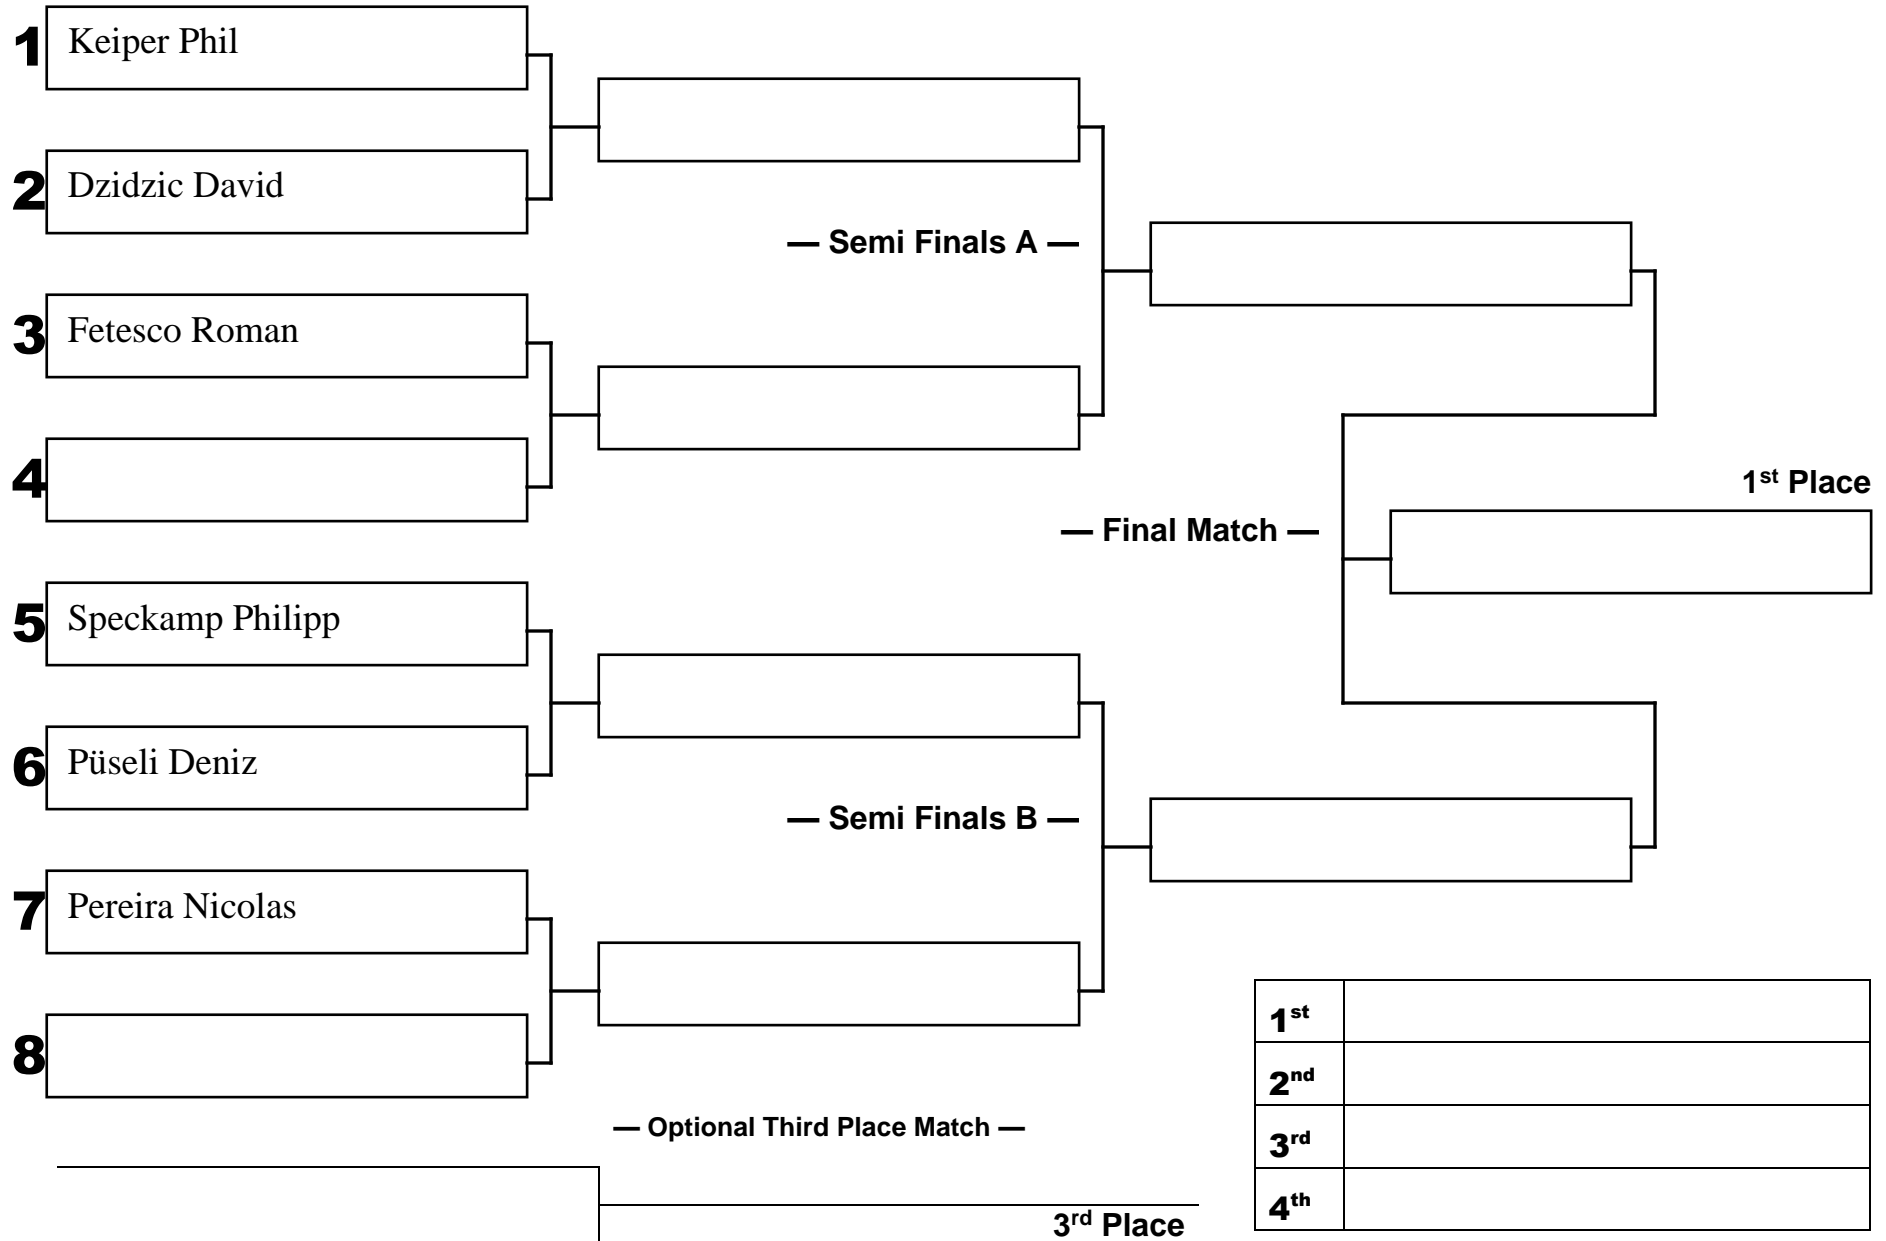 1 Keiper Phil
2 Dzidzic David
— Semi Finals A —
3 Fetesco Roman
4
1st Place
— Final Match —
5 Speckamp Philipp
6 Püseli Deniz
— Semi Finals B —
7 Pereira Nicolas
8
1st
2nd
3rd
4th
— Optional Third Place Match —
3rd Place